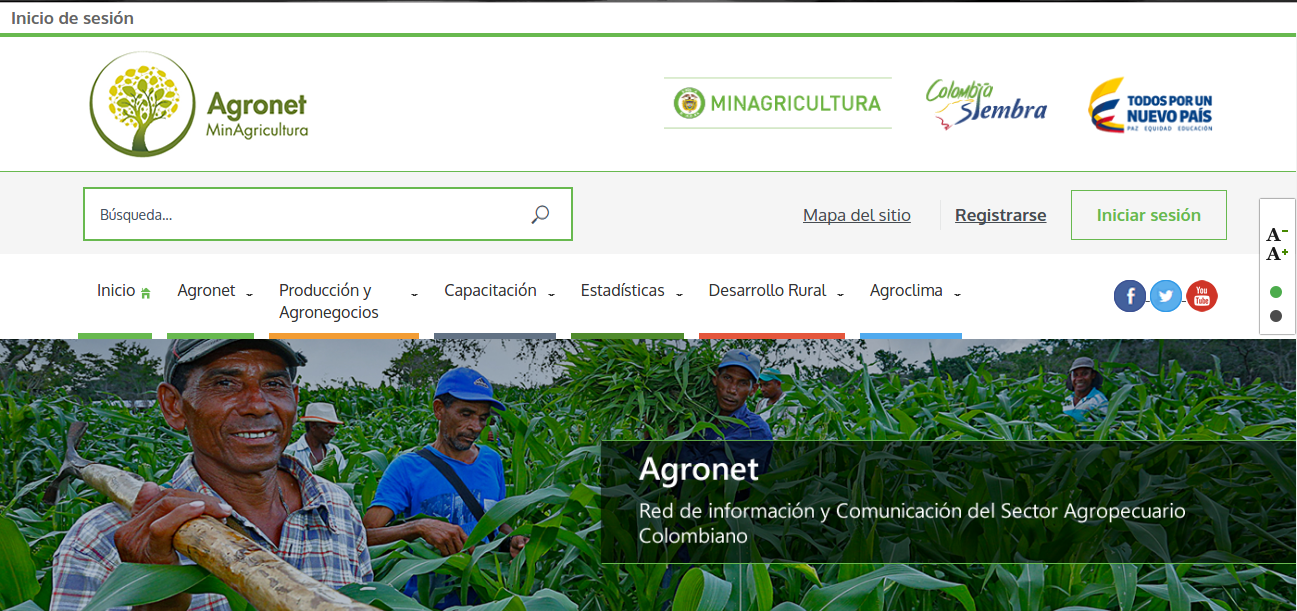 Inicio de sesión
Agronet
MinAgricultura
MINAGRICULTURA
Colombia
Siembra
TODOS POR UN
NUEVO PAÍS
PAZ EQUIDAD EDUCACIÓN
Búsqueda...
Mapa del sitio
Registrarse
Iniciar sesión
A-
A+
Inicio
Agronet
Producción y
Agronegocios
Capacitación
Estadísticas
Desarrollo Rural
Agroclima
f
You
Tube
Agronet
Red de información y Comunicación del Sector Agropecuario
Colombiano